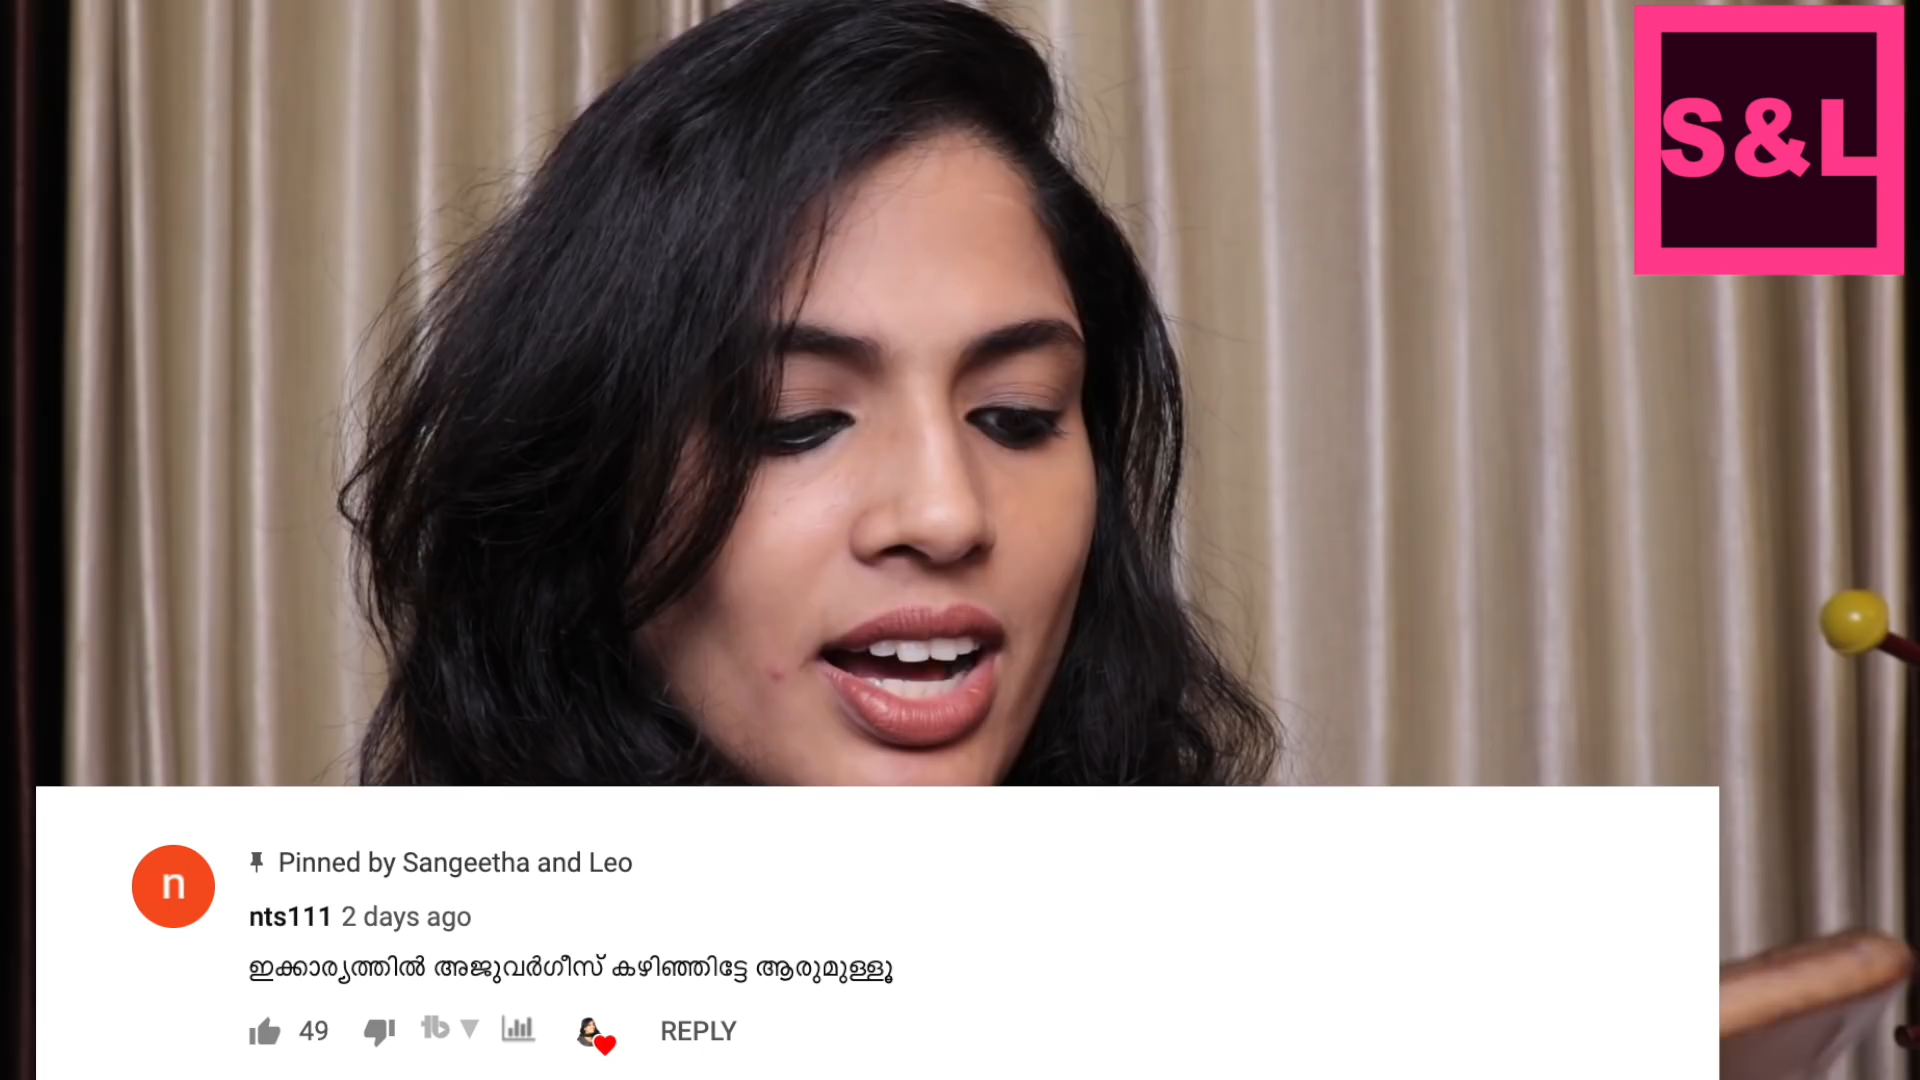 S&L
Pinned by Sangeetha and Leo
nts111 2 days ago
ഇക്കാര്യത്തിൽ അജുവർഗീസ് കഴിഞ്ഞിട്ടേ ആരുമുള്ളൂ
49 REPLY
n